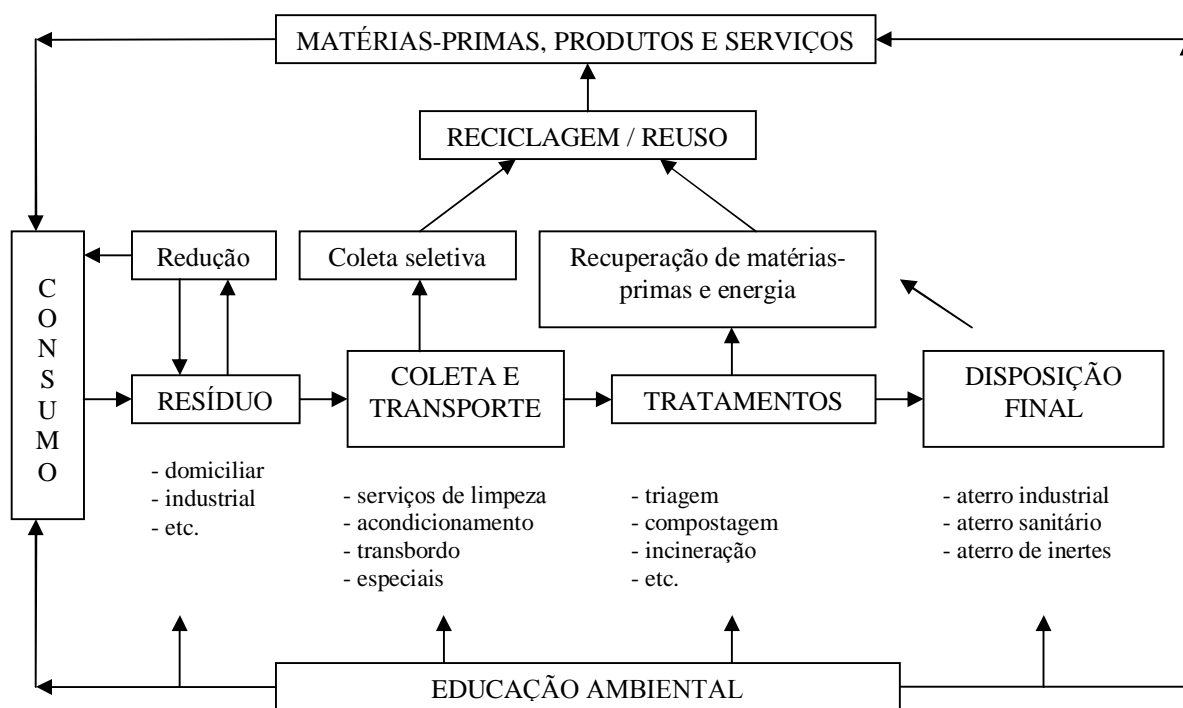 MATÉRIAS-PRIMAS, PRODUTOS E SERVIÇOS
RECICLAGEM / REUSO
C
O
N
S
U
M
O
Redução
Coleta seletiva
Recuperação de matérias-
primas e energia
RESÍDUO
COLETA E
TRANSPORTE
TRATAMENTOS
DISPOSIÇÃO
FINAL
- domiciliar
- industrial
- etc.
- serviços de limpeza
- acondicionamento
- transbordo
- especiais
- triagem
- compostagem
- incineração
- etc.
- aterro industrial
- aterro sanitário
- aterro de inertes
EDUCAÇÃO AMBIENTAL